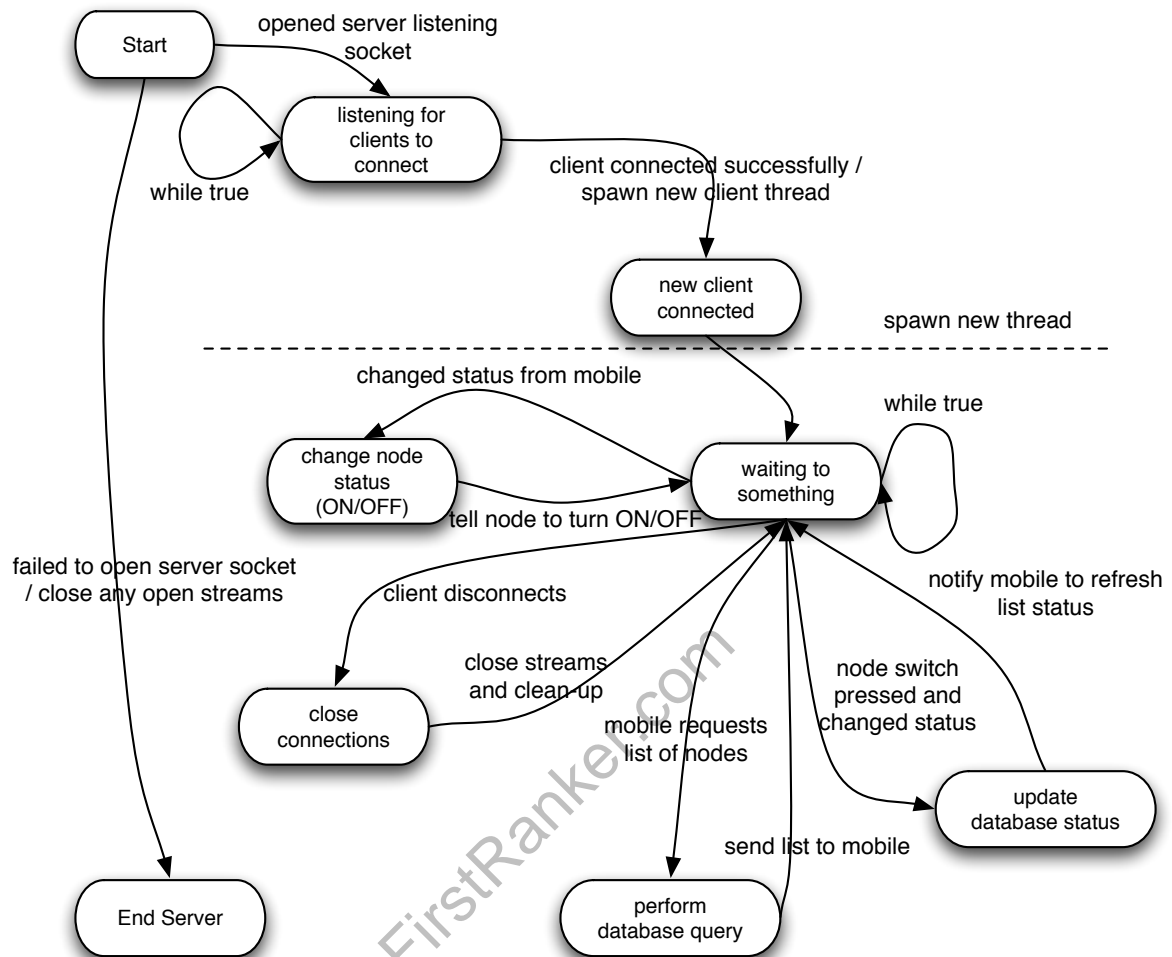 Start
opened server listening
socket
listening for
clients to
connect
while true
client connected successfully /
spawn new client thread
new client
connected
spawn new thread
changed status from mobile
while true
change node
status
(ON/OFF)
waiting to
something
tell node to turn ON/OFF
failed to open server socket
/ close any open streams
client disconnects
notify mobile to refresh
list status
close streams
and clean-up
node switch
pressed and
changed status
close
connections
mobile requests
list of nodes
update
database status
send list to mobile
End Server
perform
database query
FirstRanker.com